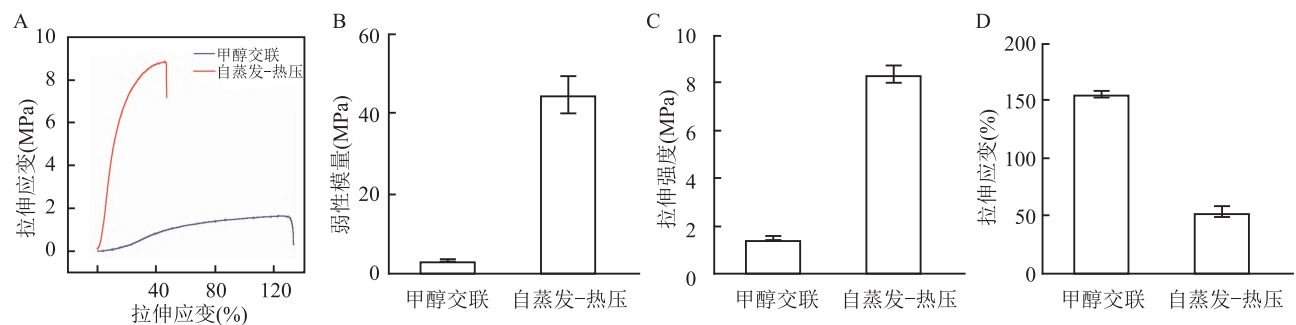 A
10
8
6
4
2
0
拉伸应变(MPa)
甲醇交联
自蒸发-热压
40
80
120
拉伸应变(%)
B
60
40
20
0
弱性模量(MPa)
甲醇交联
自蒸发-热压
C
10
8
6
4
2
0
拉伸强度(MPa)
甲醇交联
自蒸发-热压
D
200
150
100
50
0
拉伸应变(%)
甲醇交联
自蒸发-热压